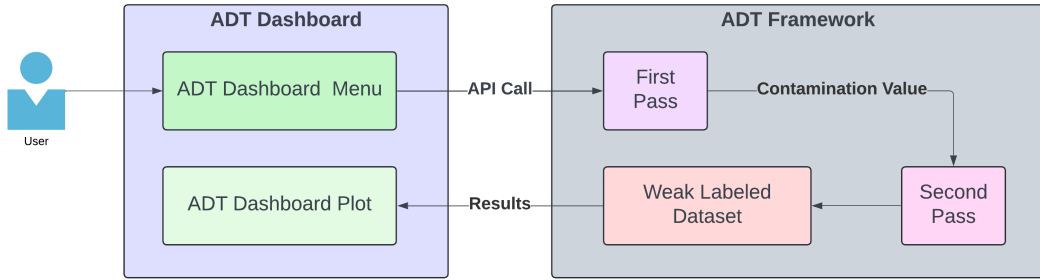 ADT Dashboard
ADT Framework
User
ADT Dashboard  Menu
API Call
First
Pass
Contamination Value
ADT Dashboard Plot
Results
Weak Labeled
Dataset
Second
Pass